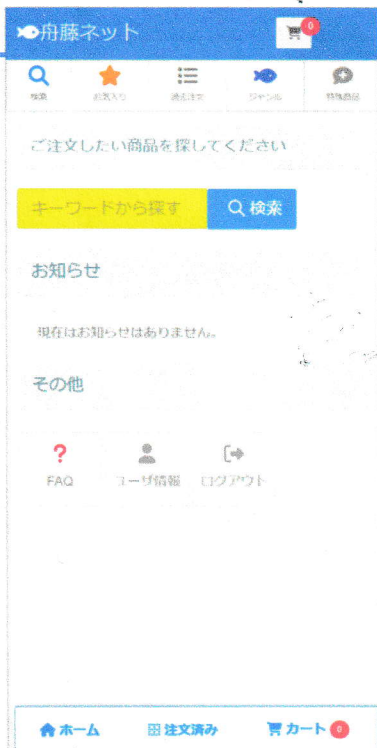 舟藤ネット
0
検索 お気入り 過去注文 ジャンル 特殊商品
ご注文したい商品を探してください
キーワードから探す 検索
お知らせ
現在はお知らせはありません。
その他
?
FAQ ユーザ情報 ログアウト
ホーム 注文済み カート 0